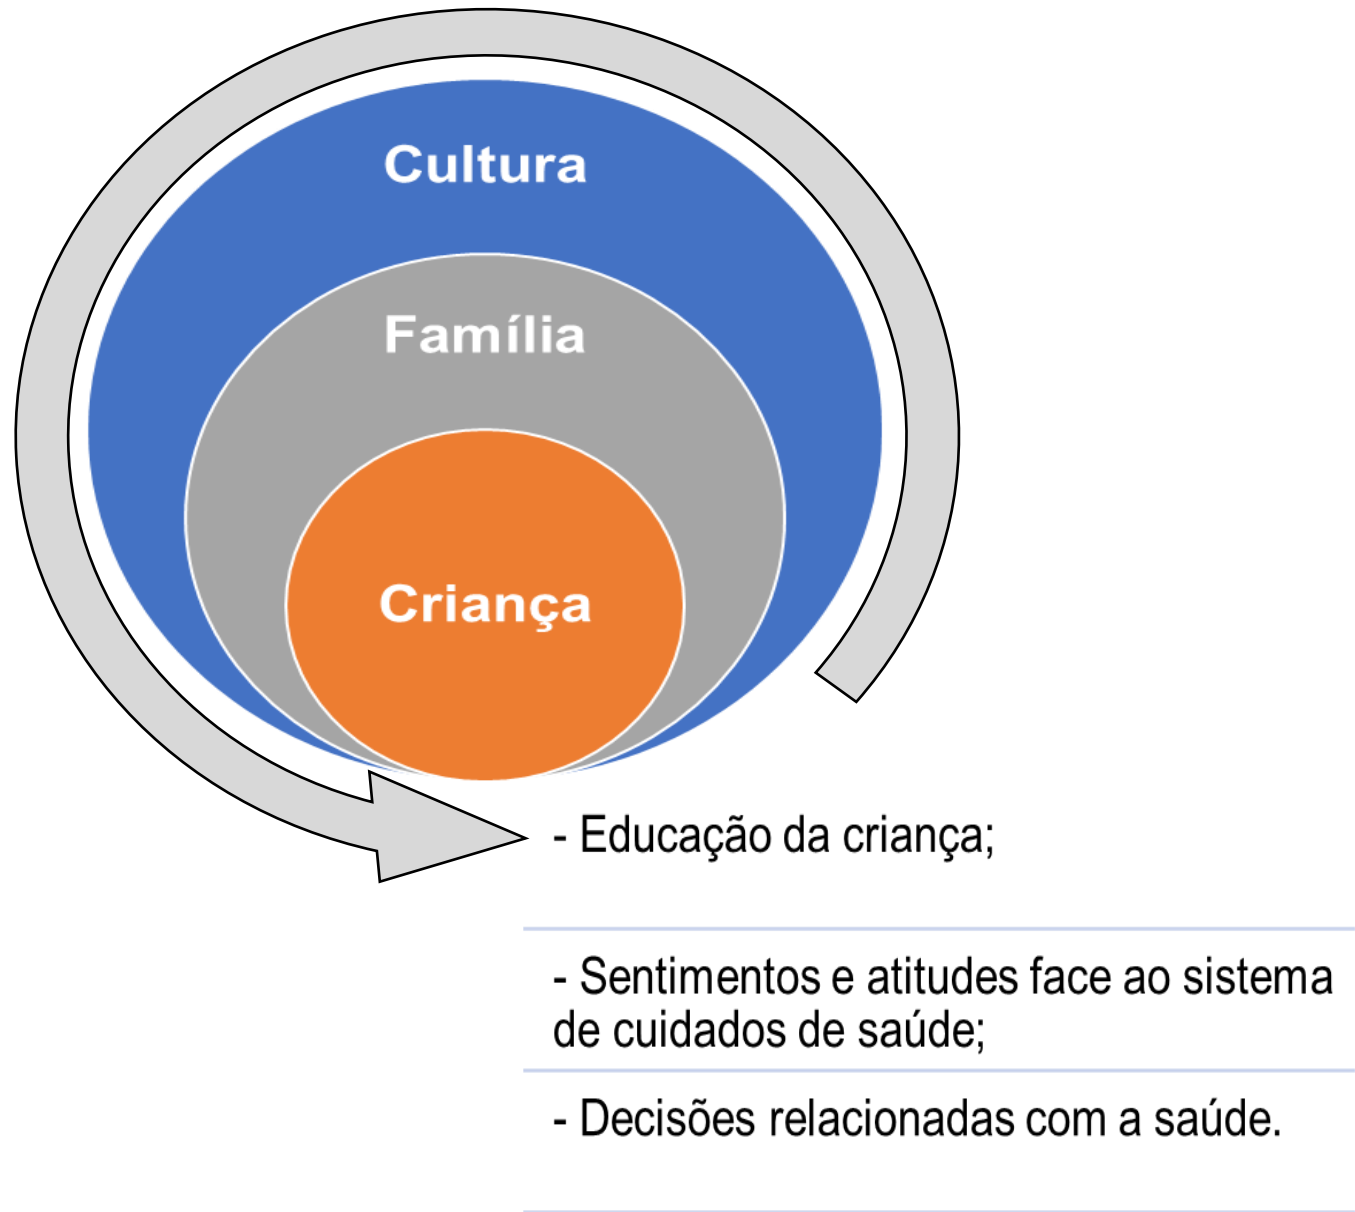 Cultura
Família
Criança
- Educação da criança;
- Sentimentos e atitudes face ao sistema
de cuidados de saúde;
- Decisões relacionadas com a saúde.